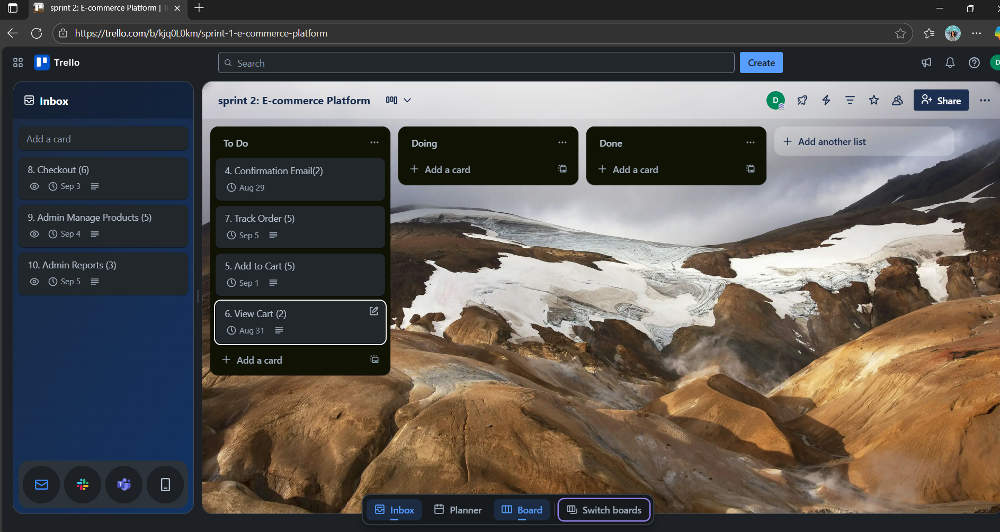 sprint 2: E-commerce Platform | Tr
https://trello.com/b/kjq0L0km/sprint-1-e-commerce-platform
Trello
Search
Create
D
Inbox
Add a card
8. Checkout (6)
Sep 3
9. Admin Manage Products (5)
Sep 4
10. Admin Reports (3)
Sep 5
sprint 2: E-commerce Platform
D
Share
To Do
4. Confirmation Email(2)
Aug 29
7. Track Order (5)
Sep 5
5. Add to Cart (5)
Sep 1
6. View Cart (2)
Aug 31
Add a card
Doing
Add a card
Done
Add a card
Add another list
Inbox
Planner
Board
Switch boards